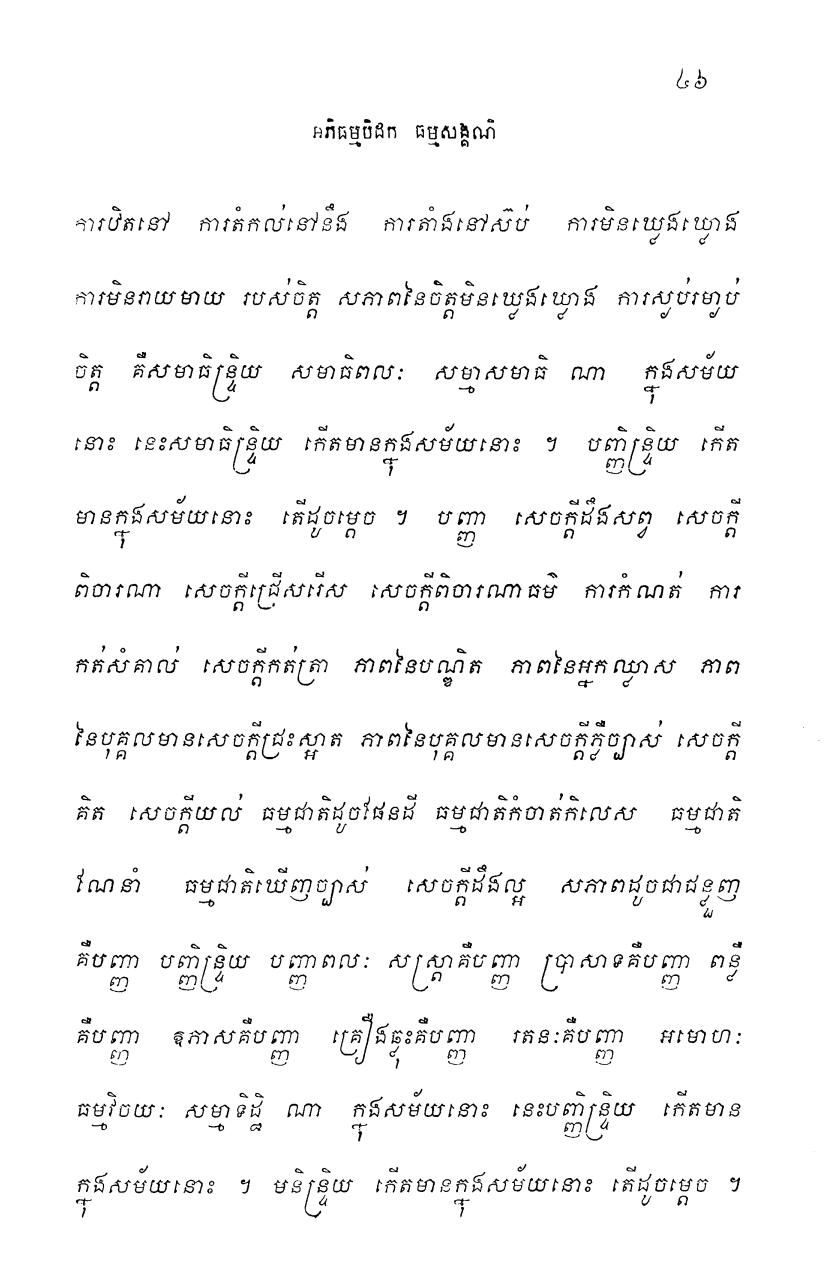 ៤៦
អភិធម្មបិដក ធម្មសង្គណិ
ការឋិតនៅ ការតំកល់នៅនឹង ការតាំងនៅស៊ប់ ការមិនឃ្លេងឃ្លោង
ការមិនរាយមាយ របស់ចិត្ត សភាពនៃចិត្តមិនឃ្លេងឃ្លោង ការស្ងប់រម្ងាប់
ចិត្ត គឺសមាធិន្ទ្រិយ សមាធិពលៈ សម្មាសមាធិ ណា ក្នុងសម័យ
នោះ នេះសមាធិន្ទ្រិយ កើតមានក្នុងសម័យនោះ ។ បញ្ញិន្ទ្រិយ កើត
មានក្នុងសម័យនោះ តើដូចម្តេច ។ បញ្ញា សេចក្តីដឹងសព្វ សេចក្តី
ពិចារណា សេចក្តីជ្រើសរើស សេចក្តីពិចារណាធម៌ ការកំណត់ ការ
កត់សំគាល់ សេចក្តីកត់ត្រា ភាពនៃបណ្ឌិត ភាពនៃអ្នកឈ្លាស ភាព
នៃបុគ្គលមានសេចក្តីជ្រះស្អាត ភាពនៃបុគ្គលមានសេចក្តីភ្លឺច្បាស់ សេចក្តី
គិត សេចក្តីយល់ ធម្មជាតិដូចផែនដី ធម្មជាតិកំចាត់កិលេស ធម្មជាតិ
ណែនាំ ធម្មជាតិឃើញច្បាស់ សេចក្តីដឹងល្អ សភាពដូចជាជន្លួញ
គឺបញ្ញា បញ្ញិន្ទ្រិយ បញ្ញាពលៈ សស្ត្រាគឺបញ្ញា ប្រាសាទគឺបញ្ញា ពន្លឺ
គឺបញ្ញា ឱភាសគឺបញ្ញា គ្រឿងធ្លុះគឺបញ្ញា រតនៈគឺបញ្ញា អមោហៈ
ធម្មវិចយៈ សម្មាទិដ្ឋិ ណា ក្នុងសម័យនោះ នេះបញ្ញិន្ទ្រិយ កើតមាន
ក្នុងសម័យនោះ ។ មនិន្ទ្រិយ កើតមានក្នុងសម័យនោះ តើដូចម្តេច ។